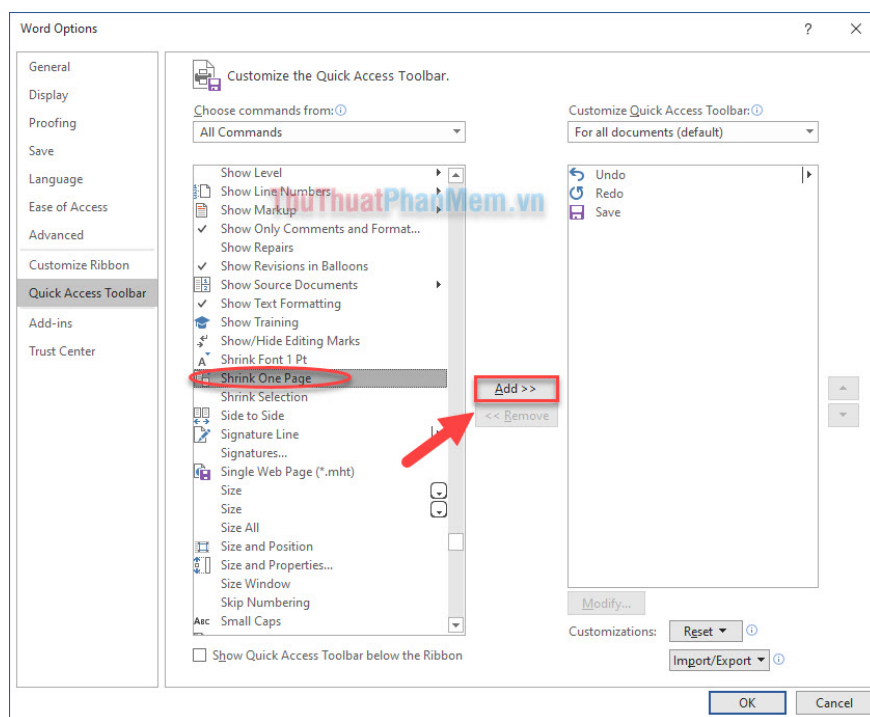 Word Options
?
General
Display
Proofing
Save
Language
Ease of Access
Advanced
Customize Ribbon
Quick Access Toolbar
Add-ins
Trust Center
Customize the Quick Access Toolbar.
Choose commands from:
All Commands
Show Level
Show Line Numbers
Show Markup
Show Only Comments and Format...
Show Repairs
Show Revisions in Balloons
Show Source Documents
Show Text Formatting
Show Training
Show/Hide Editing Marks
Shrink Font 1 Pt
Shrink One Page
Shrink Selection
Side to Side
Signature Line
Signatures...
Single Web Page (*.mht)
Size
Size
Size All
Size and Position
Size and Properties...
Size Window
Skip Numbering
Small Caps
ThuThuatPhanMem.vn
Show Quick Access Toolbar below the Ribbon
Add >>
<< Remove
Customize Quick Access Toolbar:
For all documents (default)
Undo
Redo
Save
Modify...
Customizations: Reset
Import/Export
OK Cancel